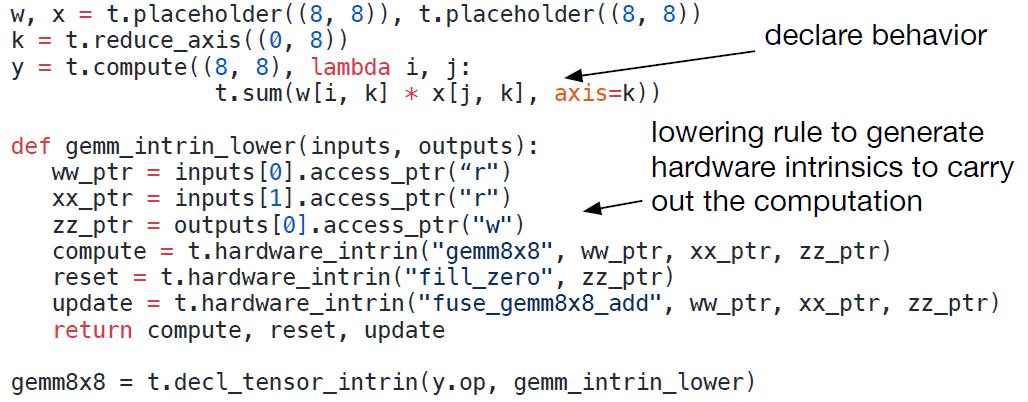 w, x = t.placeholder((8, 8)), t.placeholder((8, 8))
k = t.reduce_axis((0, 8))
y = t.compute((8, 8), lambda i, j:
               t.sum(w[i, k] * x[j, k], axis=k))
declare behavior
def gemm_intrin_lower(inputs, outputs):
   ww_ptr = inputs[0].access_ptr(“r")
   xx_ptr = inputs[1].access_ptr("r")
   zz_ptr = outputs[0].access_ptr("w")
   compute = t.hardware_intrin("gemm8x8", ww_ptr, xx_ptr, zz_ptr)
   reset = t.hardware_intrin("fill_zero", zz_ptr)
   update = t.hardware_intrin("fuse_gemm8x8_add", ww_ptr, xx_ptr, zz_ptr)
   return compute, reset, update
lowering rule to generate
hardware intrinsics to carry
out the computation
gemm8x8 = t.decl_tensor_intrin(y.op, gemm_intrin_lower)